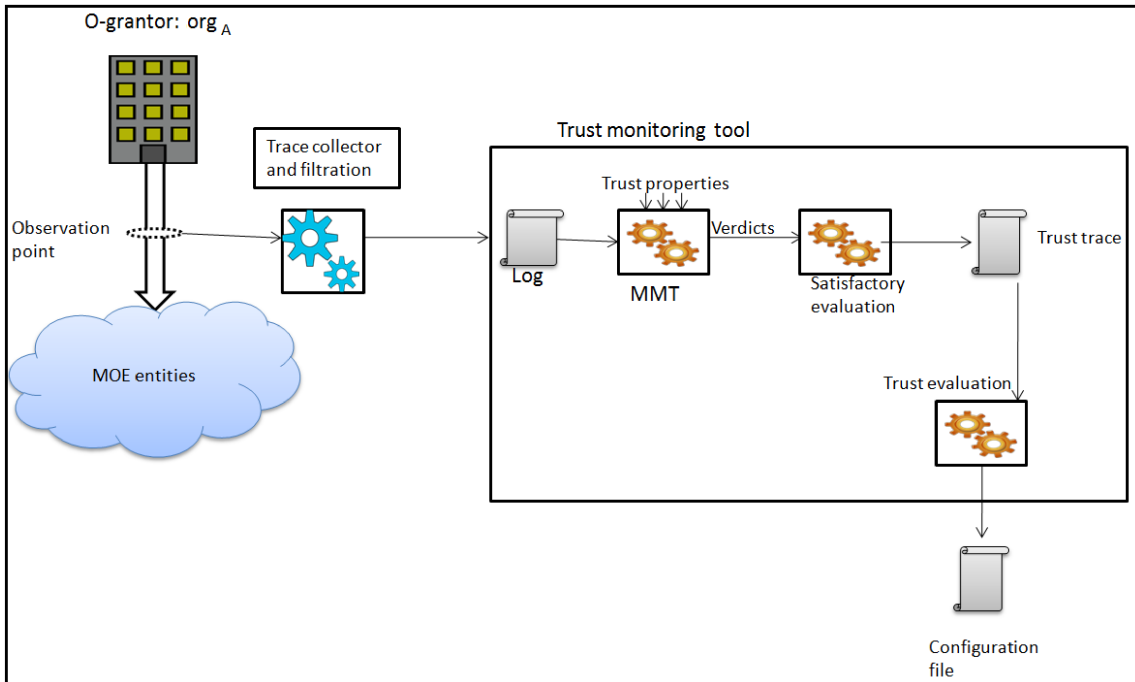 O-grantor: org A
Trace collector
and filtration
Observation
point
MOE entities
Trust monitoring tool
Trust properties
Log
MMT
Verdicts
Satisfactory
evaluation
Trust trace
Trust evaluation
Configuration
file